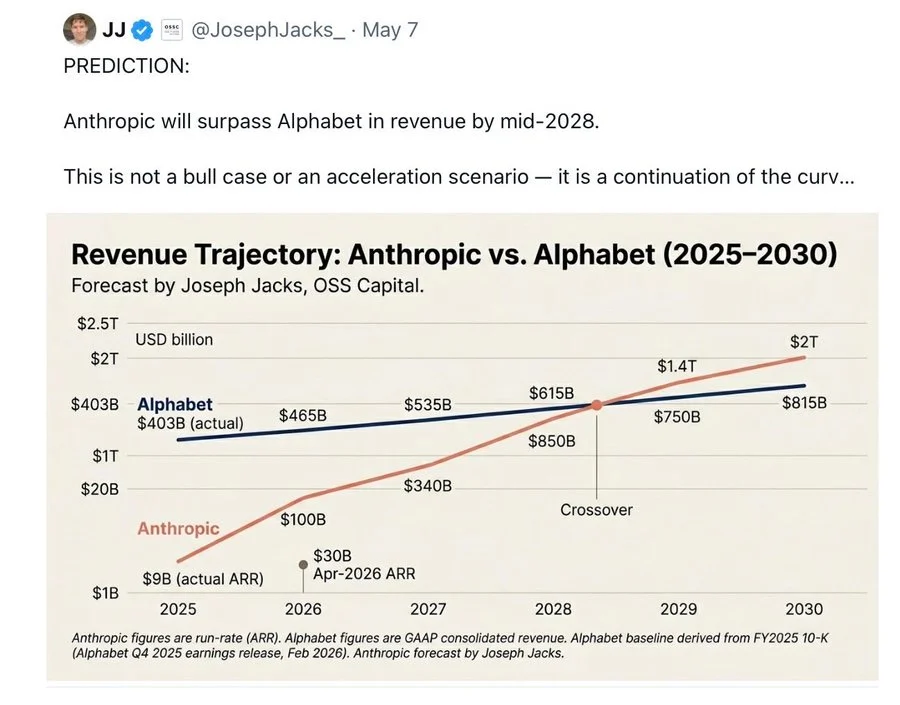 JJ @JosephJacks_ · May 7
PREDICTION:
Anthropic will surpass Alphabet in revenue by mid-2028.
This is not a bull case or an acceleration scenario — it is a continuation of the curv...
Revenue Trajectory: Anthropic vs. Alphabet (2025–2030)
Forecast by Joseph Jacks, OSS Capital.
$2.5T
USD billion
$2T
$2T
$1.4T
$403B
Alphabet
$403B (actual)
$465B
$535B
$615B
$750B
$815B
$850B
$1T
$20B
$340B
Crossover
Anthropic
$100B
$30B
Apr-2026 ARR
$9B (actual ARR)
$1B
2025 2026 2027 2028 2029 2030
Anthropic figures are run-rate (ARR). Alphabet figures are GAAP consolidated revenue. Alphabet baseline derived from FY2025 10-K
(Alphabet Q4 2025 earnings release, Feb 2026). Anthropic forecast by Joseph Jacks.